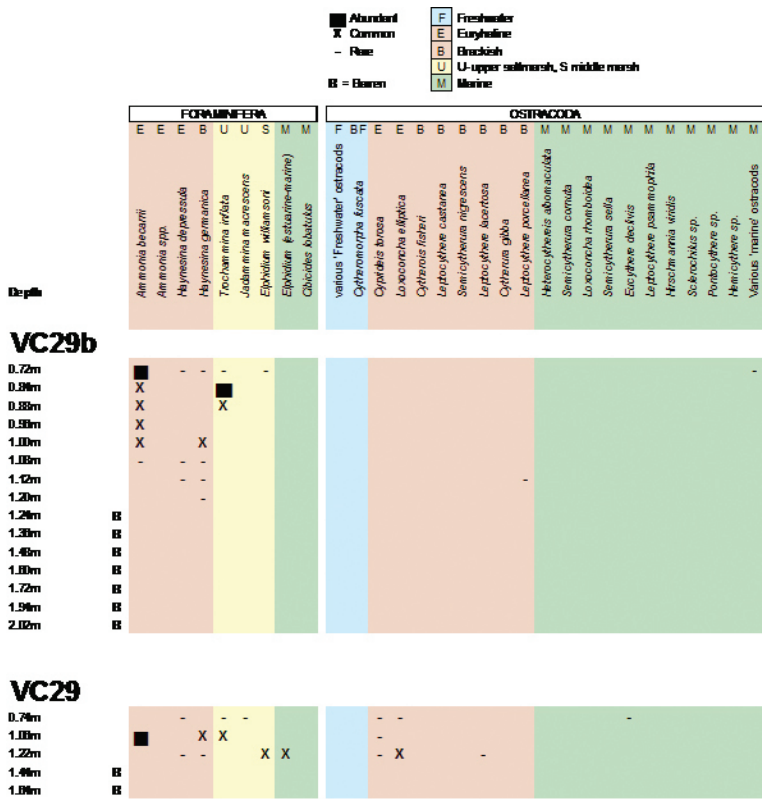 Abundant F Freshwater
X Common E Euryhaline
- Rare B Brackish
U U-upper saltmarsh, S middle marsh
B = Barren M Marine
FORAMINIFERA OSTRACODA
E E E B U U S M M F BF E E B B B B B B M M M M M M M M M M M
Depth
Ammonia becarrii
Ammonia spp.
Haynesina depressula
Haynesina germanica
Trochammina inflata
Jadammina macrescens
Elphidium williamsoni
Elphidium (estuarine-marine)
Cibicides lobatulus
various 'Freshwater' ostracods
Cytheromorpha fuscata
Cyprideis torosa
Loxoconcha elliptica
Cytherois fisheri
Leptocythere castanea
Semicytherura nigrescens
Leptocythere lacertosa
Cytherura gibba
Leptocythere porcellanea
Heterocythereis albomaculata
Semicytherura cornuta
Loxoconcha rhomboidea
Semicytherura sella
Eucythere declivis
Leptocythere psammophila
Hirschmannia viridis
Sclerochilus sp.
Pontocythere sp.
Hemicythere sp.
Various 'marine' ostracods
VC29b
0.72m - - - - -
0.84m X
0.88m X X
0.96m X
1.00m X X
1.08m - - -
1.12m - - -
1.20m -
1.24m B
1.36m B
1.48m B
1.60m B
1.72m B
1.94m B
2.02m B
VC29
0.74m - - - - - -
1.06m X X -
1.22m - - X X - X -
1.44m B
1.64m B